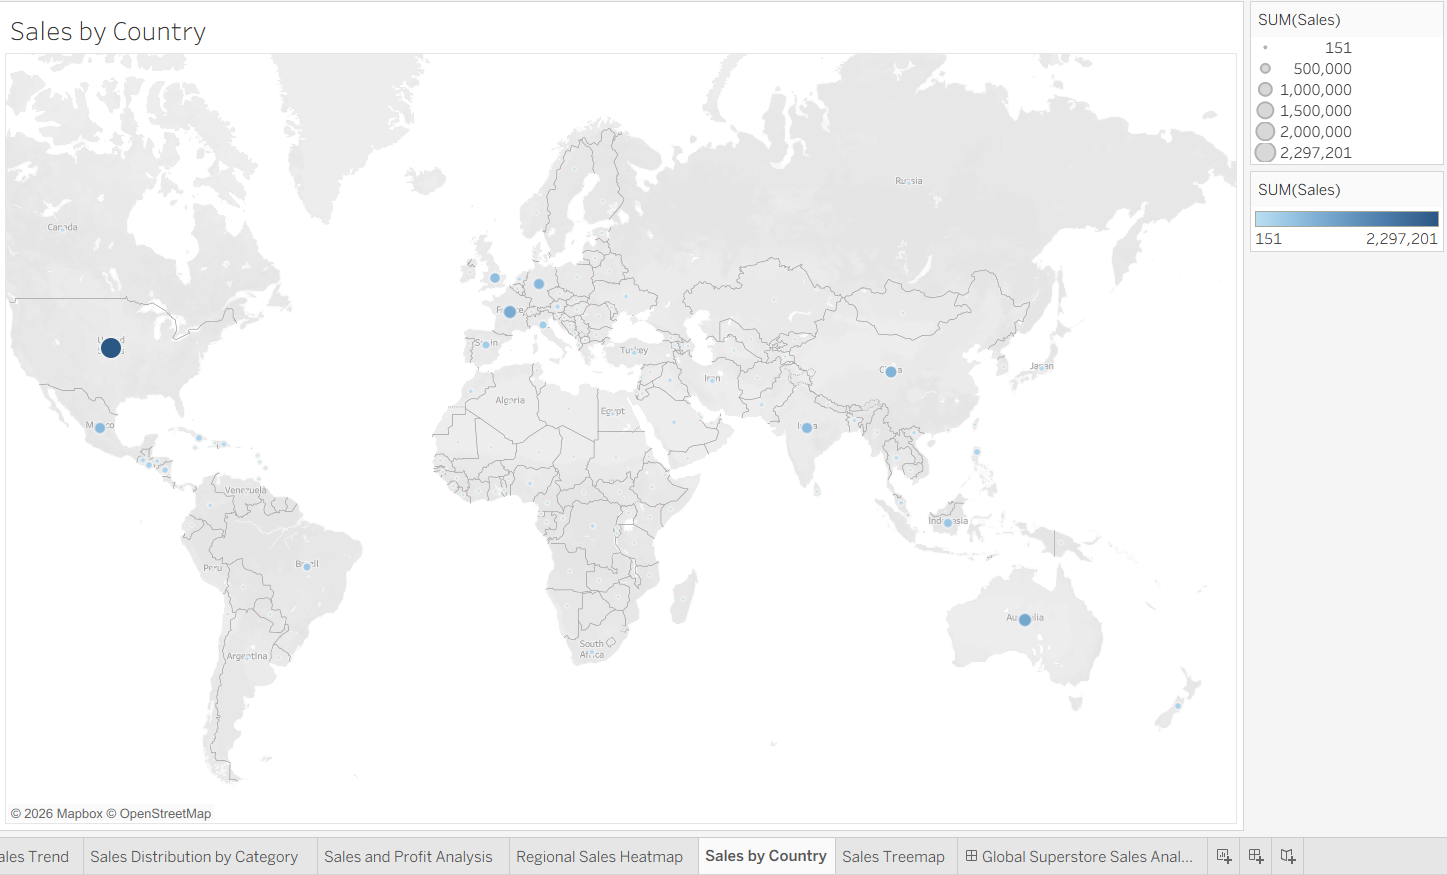 Sales by Country
SUM(Sales)
151
500,000
1,000,000
1,500,000
2,000,000
2,297,201
SUM(Sales)
151 2,297,201
Russia
Canada
Turkey
Japan
Iran
Algeria
Egypt
Venezuela
Peru
South
Africa
Argentina
© 2026 Mapbox © OpenStreetMap
ales Trend
Sales Distribution by Category
Sales and Profit Analysis
Regional Sales Heatmap
Sales by Country
Sales Treemap
Global Superstore Sales Anal...